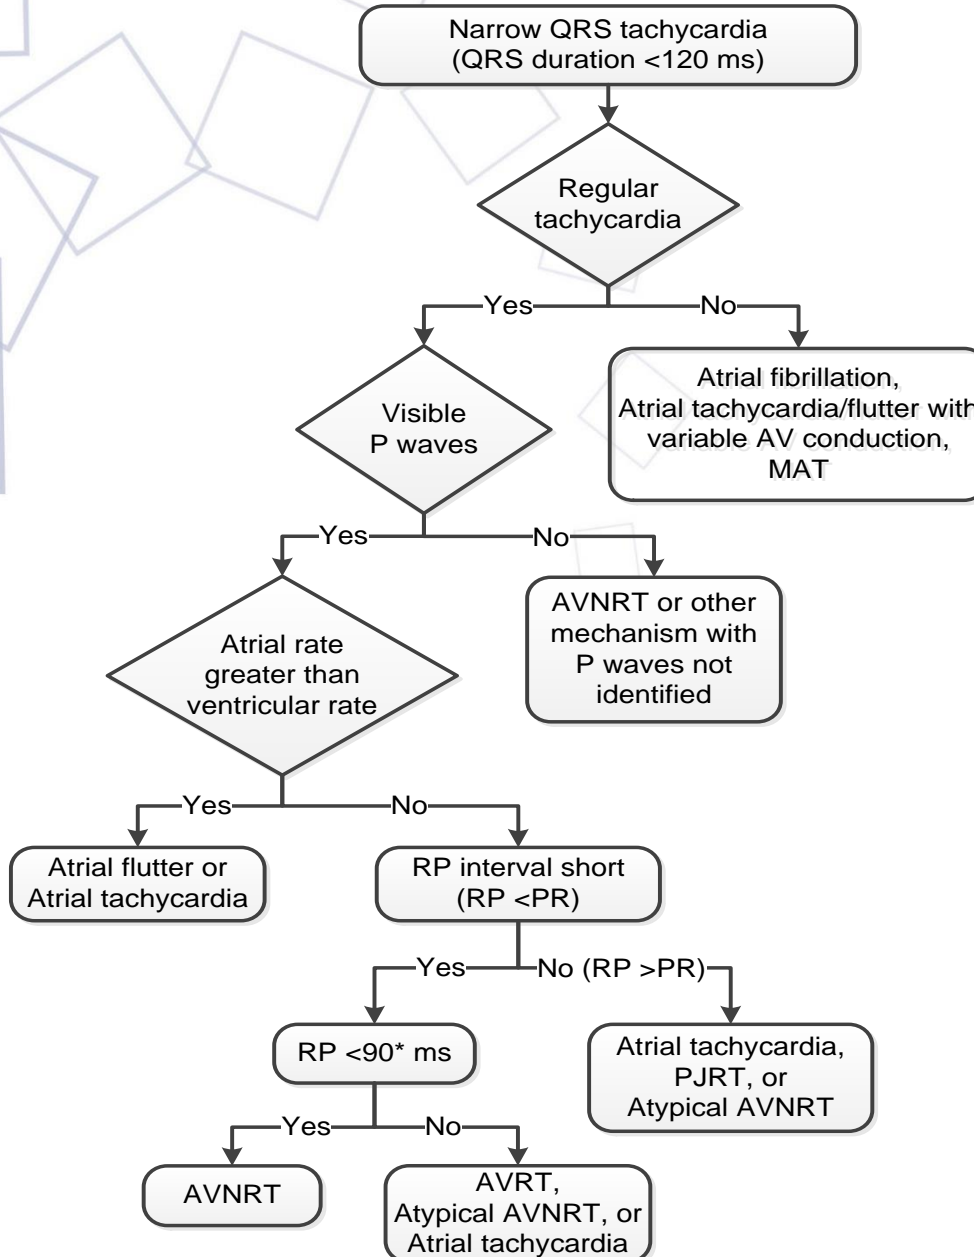 Narrow QRS tachycardia
(QRS duration <120 ms)
Regular
tachycardia
Yes
No
Visible
P waves
Atrial fibrillation,
Atrial tachycardia/flutter with
variable AV conduction,
MAT
Yes
No
Atrial rate
greater than
ventricular rate
AVNRT or other
mechanism with
P waves not
identified
Yes
No
Atrial flutter or
Atrial tachycardia
RP interval short
(RP <PR)
Yes
No (RP >PR)
RP <90* ms
Atrial tachycardia,
PJRT, or
Atypical AVNRT
Yes
No
AVNRT
AVRT,
Atypical AVNRT, or
Atrial tachycardia